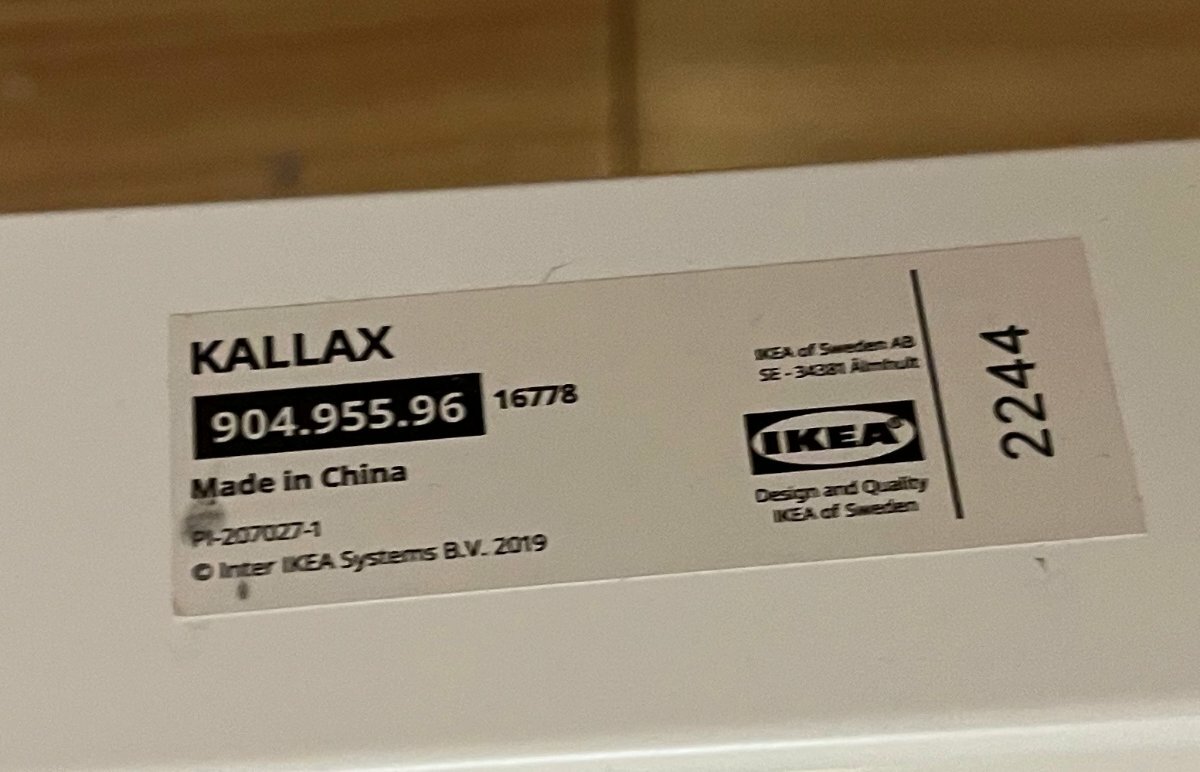 KALLAX
904.955.96 16778
Made in China
PI-207027-1
© Inter IKEA Systems B.V. 2019
IKEA of Sweden AB
SE - 34381 Älmhult
IKEA®
Design and Quality
IKEA of Sweden
2244